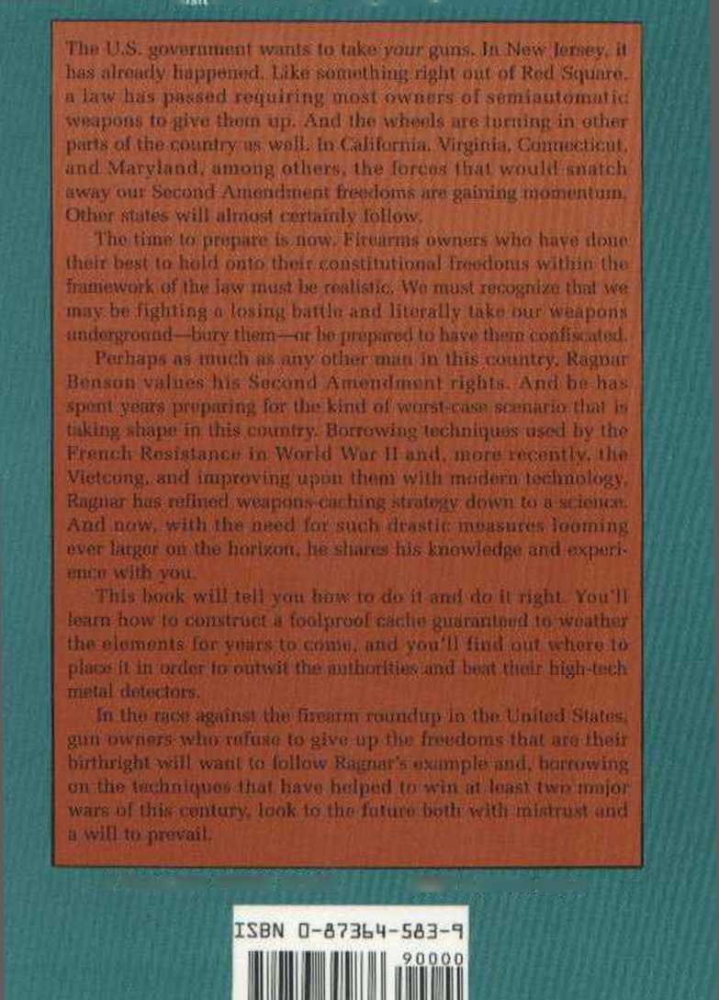 The U.S. government wants to take your guns. In New Jersey, it
has already happened. Like something right out of Red Square,
a law has passed requiring most owners of semiautomatic
weapons to give them up. And the wheels are turning in other
parts of the country as well. In California, Virginia, Connecticut,
and Maryland, among others, the forces that would snatch
away our Second Amendment freedoms are gaining momentum.
Other states will almost certainly follow.
The time to prepare is now. Firearms owners who have done
their best to hold onto their constitutional freedoms within the
framework of the law must be realistic. We must recognize that we
may be fighting a losing battle and literally take our weapons
underground—bury them—or be prepared to have them confiscated.
Perhaps as much as any other man in this country, Ragnar
Benson values his Second Amendment rights. And he has
spent years preparing for the kind of worst-case scenario that is
taking shape in this country. Borrowing techniques used by the
French Resistance in World War II and, more recently, the
Vietcong, and improving upon them with modern technology,
Ragnar has refined weapons-caching strategy down to a science.
And now, with the need for such drastic measures looming
ever larger on the horizon, he shares his knowledge and experi-
ence with you.
This book will tell you how to do it and do it right. You'll
learn how to construct a foolproof cache guaranteed to weather
the elements for years to come, and you'll find out where to
place it in order to outwit the authorities and beat their high-tech
metal detectors.
In the race against the firearm roundup in the United States,
gun owners who refuse to give up the freedoms that are their
birthright will want to follow Ragnar's example and, borrowing
on the techniques that have helped to win at least two major
wars of this century, look to the future both with mistrust and
a will to prevail.
ISBN 0-87364-583-9
90000